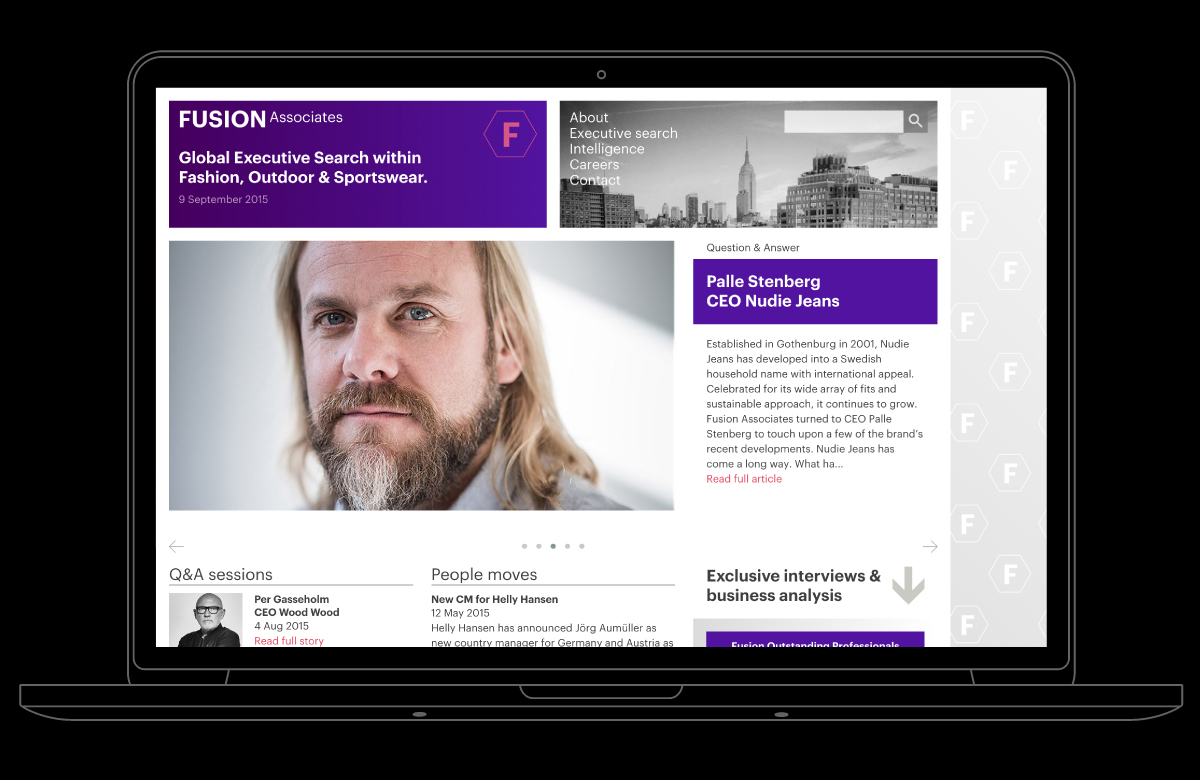 FUSION Associates
F
Global Executive Search within
Fashion, Outdoor & Sportswear.
9 September 2015
About
Executive search
Intelligence
Careers
Contact
Question & Answer
Palle Stenberg
CEO Nudie Jeans
Established in Gothenburg in 2001, Nudie
Jeans has developed into a Swedish
household name with international appeal.
Celebrated for its wide array of fits and
sustainable approach, it continues to grow.
Fusion Associates turned to CEO Palle
Stenberg to touch upon a few of the brand's
recent developments. Nudie Jeans has
come a long way. What ha...
Read full article
Q&A sessions
Per Gasseholm
CEO Wood Wood
4 Aug 2015
Read full story
People moves
New CM for Helly Hansen
12 May 2015
Helly Hansen has announced Jörg Aumüller as
new country manager for Germany and Austria as
Exclusive interviews &
business analysis
Fusion Outstanding Professionals
F
F
F
F
F
F
F
F
F
F
F